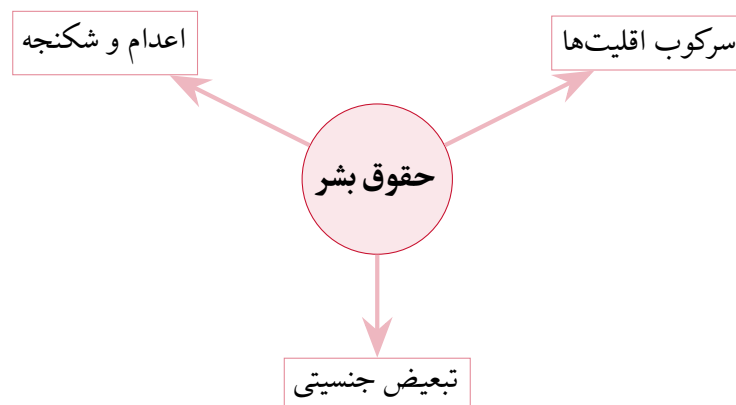 سرکوب اقلیت‌ها
اعدام و شکنجه
حقوق بشر
تبعیض جنسیتی